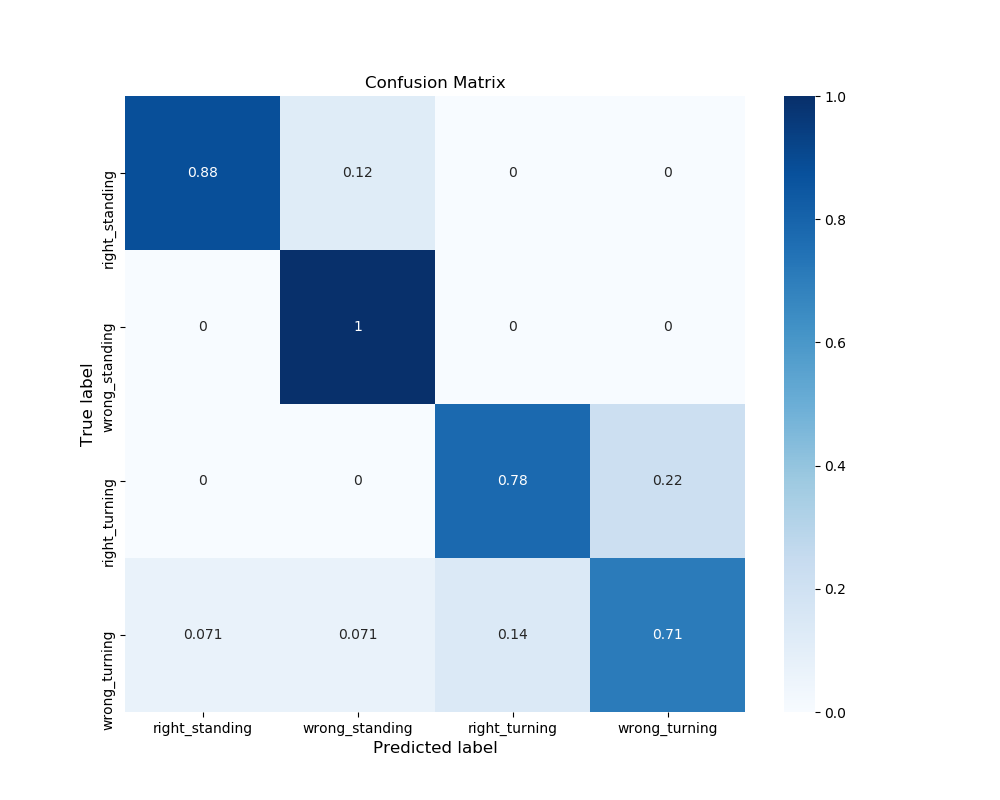 Confusion Matrix
True label
right_standing
0.88 0.12 0 0
wrong_standing
0 1 0 0
right_turning
0 0 0.78 0.22
wrong_turning
0.071 0.071 0.14 0.71
right_standing wrong_standing right_turning wrong_turning
Predicted label
1.0
0.8
0.6
0.4
0.2
0.0